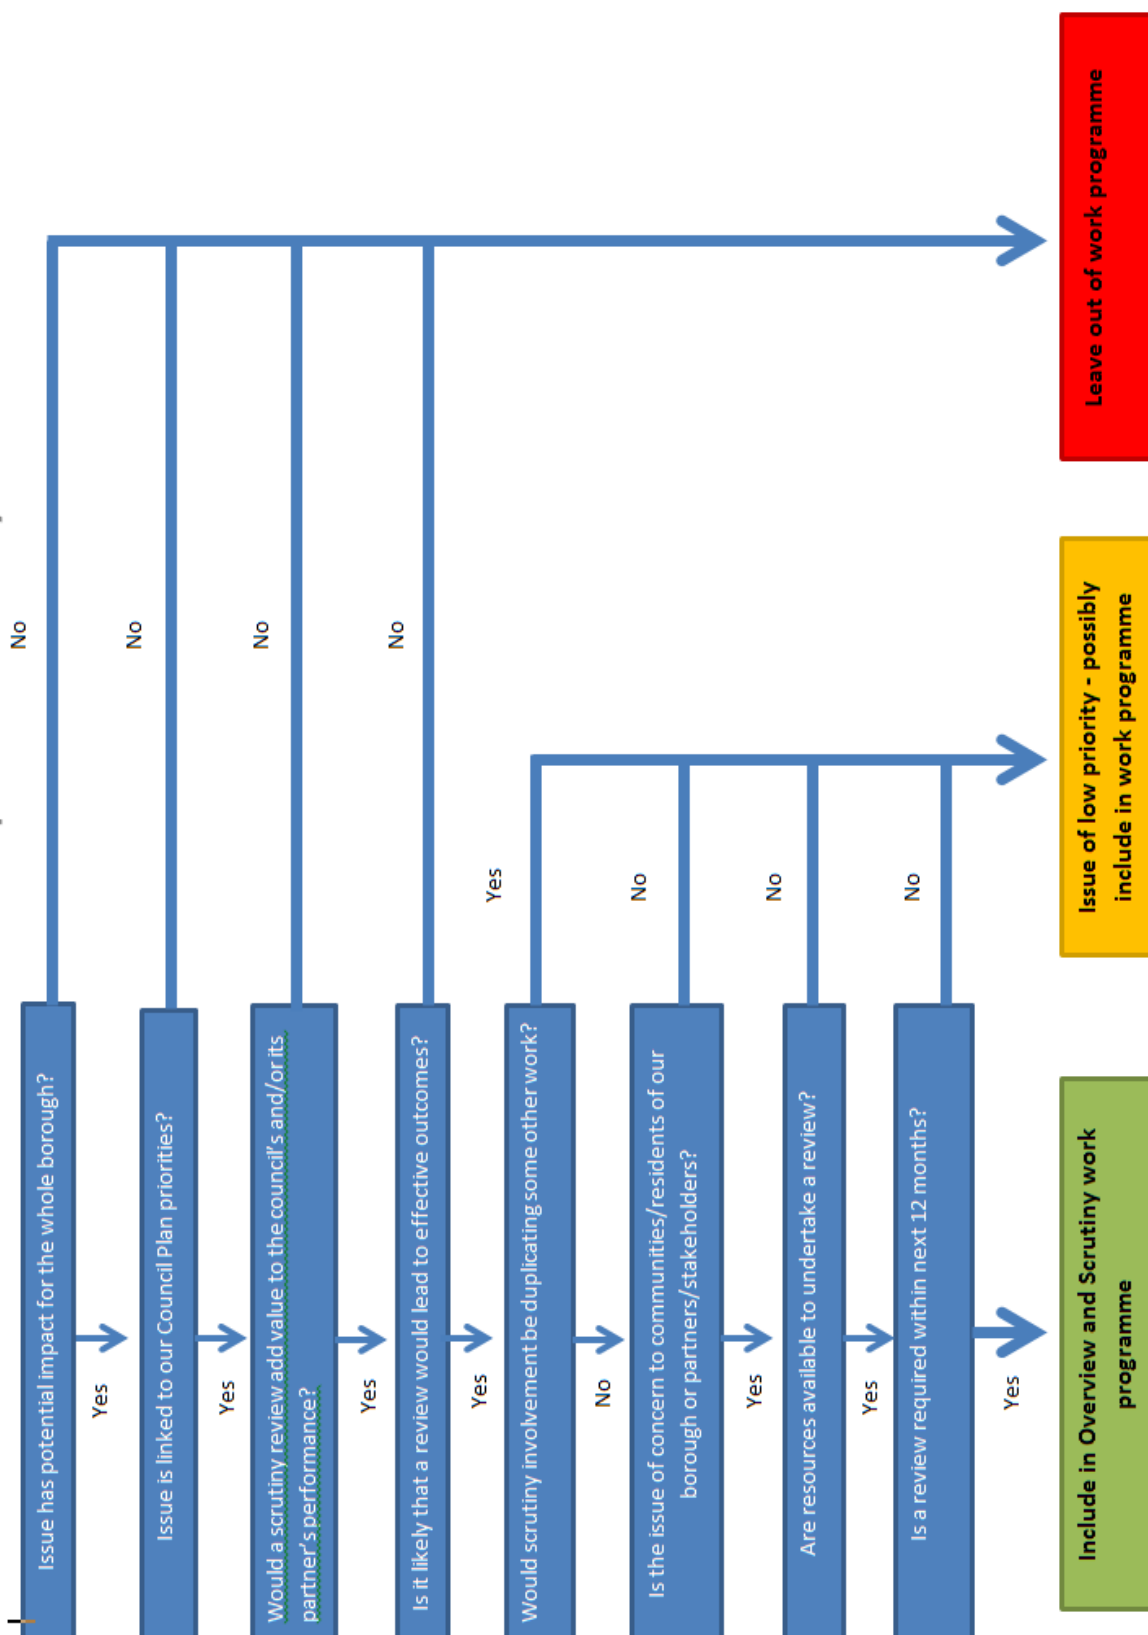 Issue has potential impact for the whole borough?
No
Yes
Issue is linked to our Council Plan priorities?
No
Yes
Would a scrutiny review add value to the council's and/or its
partner's performance?
No
Yes
Is it likely that a review would lead to effective outcomes?
No
Yes
Would scrutiny involvement be duplicating some other work?
Yes
No
Is the issue of concern to communities/residents of our
borough or partners/stakeholders?
No
Yes
Are resources available to undertake a review?
No
Yes
Is a review required within next 12 months?
No
Yes
Include in Overview and Scrutiny work
programme
Issue of low priority - possibly
include in work programme
Leave out of work programme